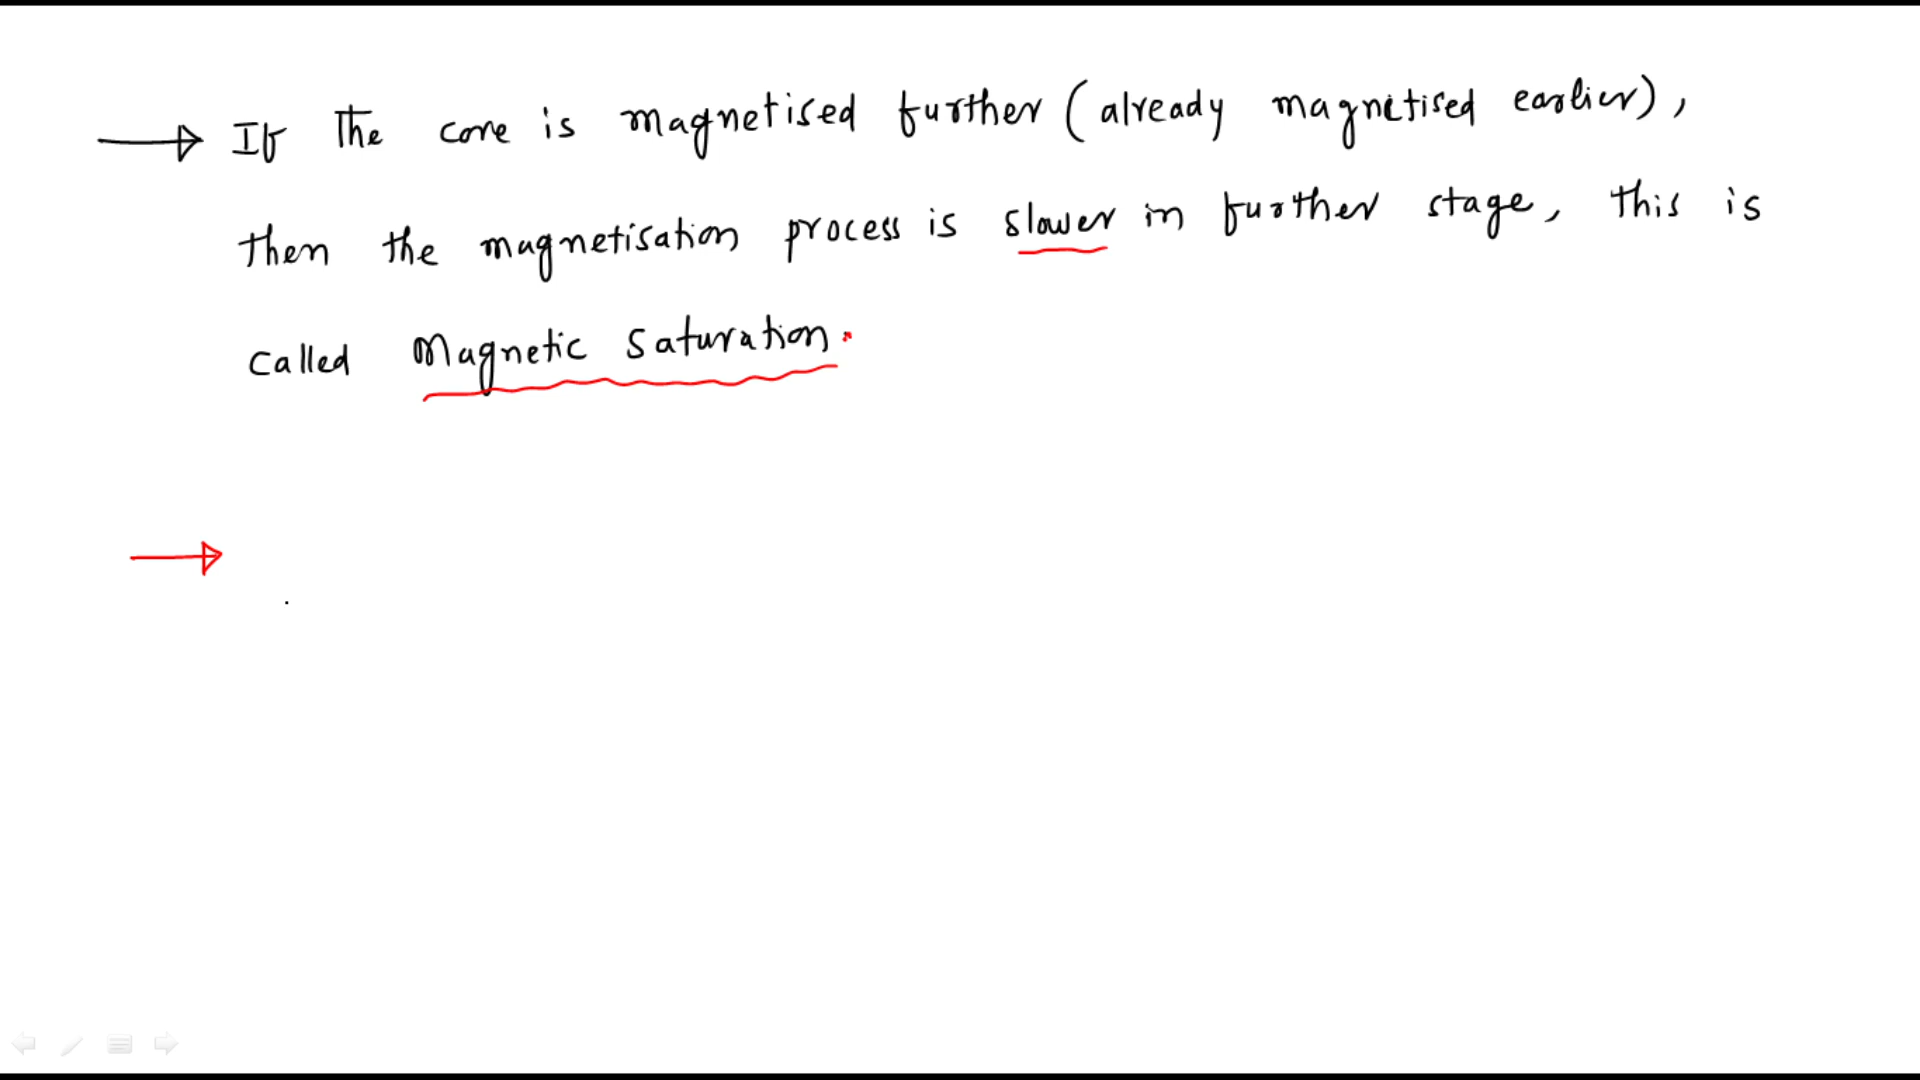 If the core is magnetised further (already magnetised earlier),
then the magnetisation process is slower in further stage, this is
called Magnetic Saturation.